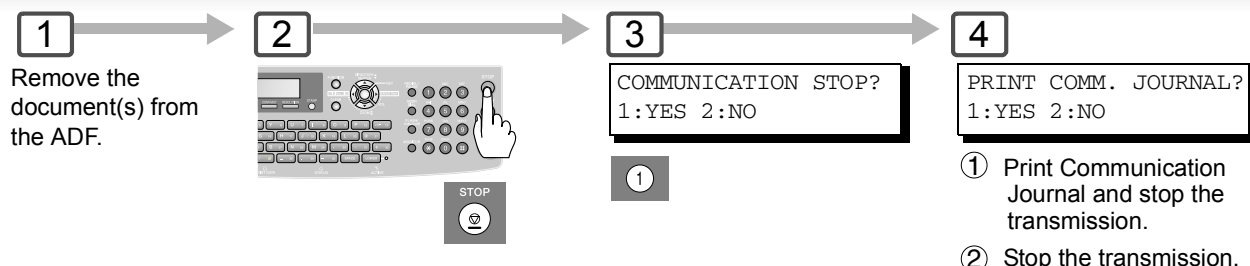 1
2
3
4
Remove the
document(s) from
the ADF.
STOP
COMMUNICATION STOP?
1:YES 2:NO
1
PRINT COMM. JOURNAL?
1:YES 2:NO
① Print Communication
Journal and stop the
transmission.
② Stop the transmission.